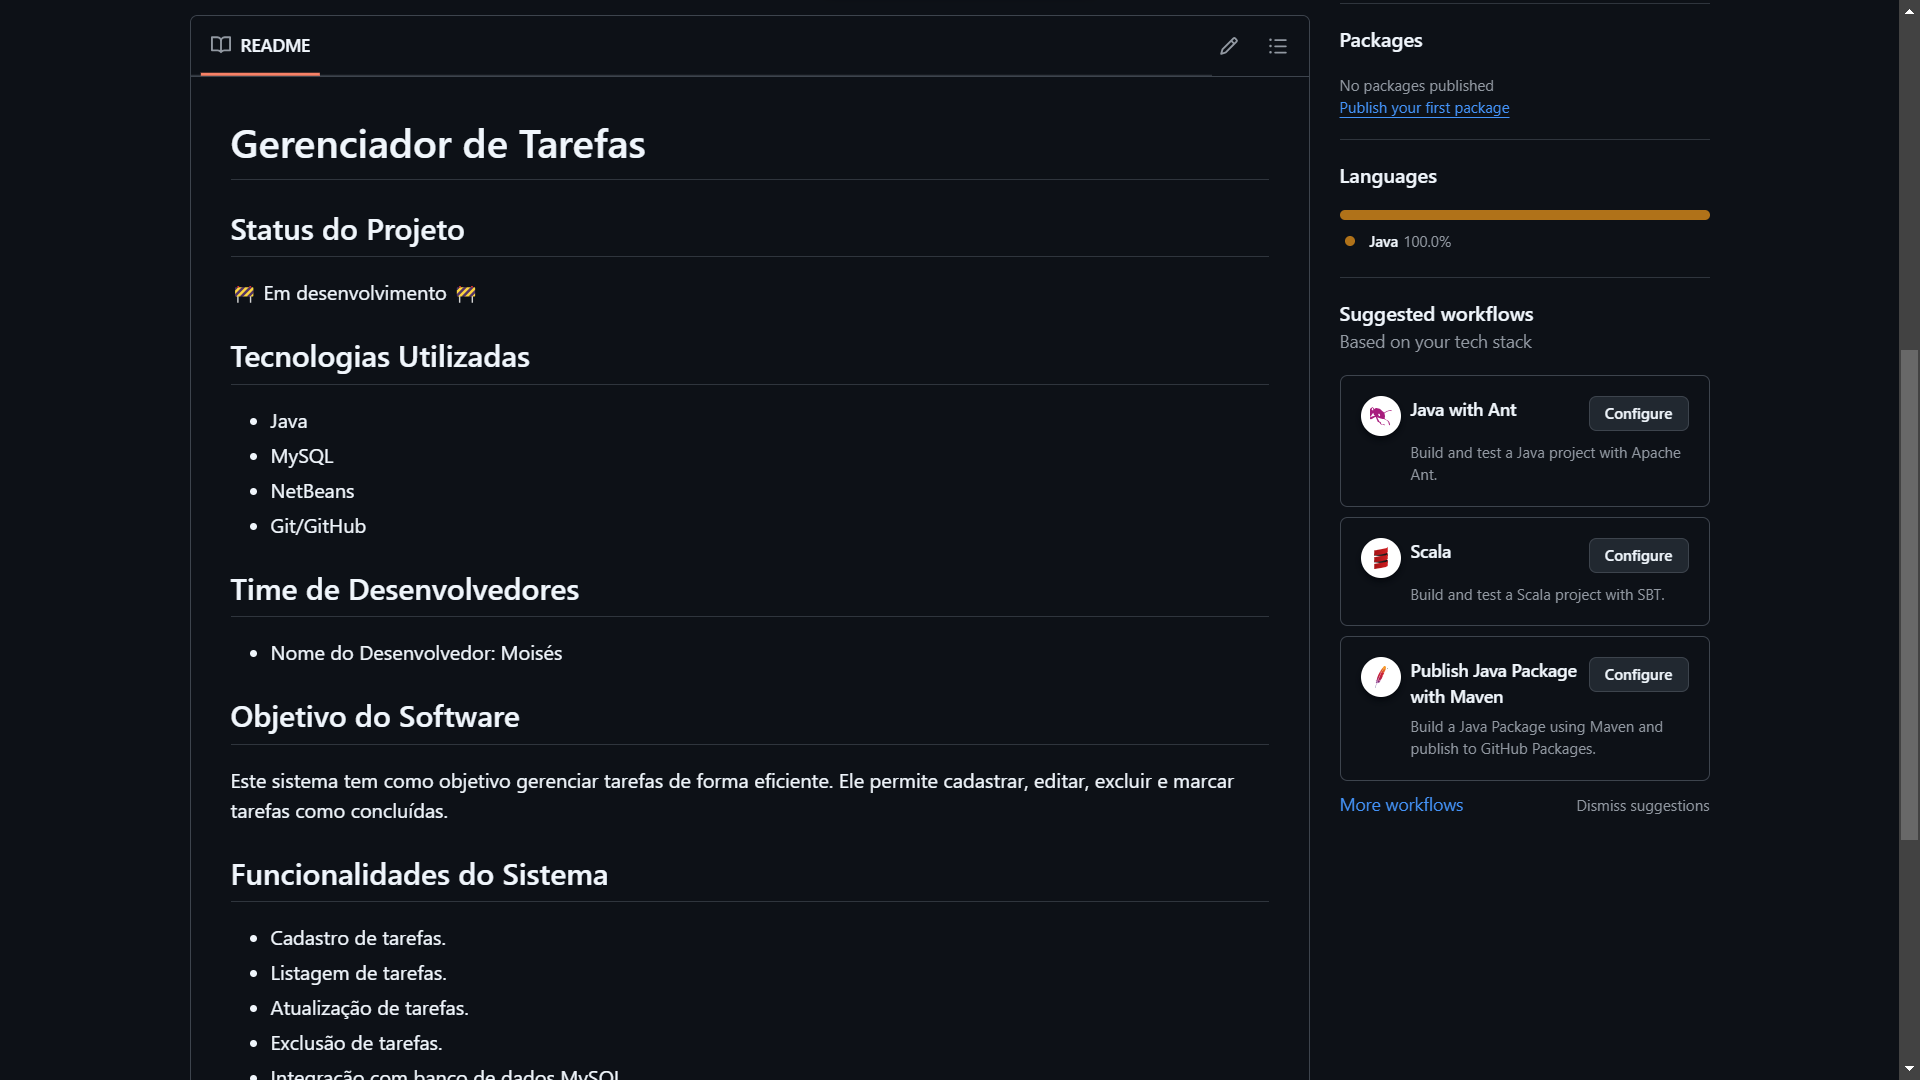 README
Gerenciador de Tarefas
Status do Projeto
🚧 Em desenvolvimento 🚧
Tecnologias Utilizadas
• Java
• MySQL
• NetBeans
• Git/GitHub
Time de Desenvolvedores
• Nome do Desenvolvedor: Moisés
Objetivo do Software
Este sistema tem como objetivo gerenciar tarefas de forma eficiente. Ele permite cadastrar, editar, excluir e marcar
tarefas como concluídas.
Funcionalidades do Sistema
• Cadastro de tarefas.
• Listagem de tarefas.
• Atualização de tarefas.
• Exclusão de tarefas.
• Integração com banco de dados MySQL
Packages
No packages published
Publish your first package
Languages
Java 100.0%
Suggested workflows
Based on your tech stack
Java with Ant
Configure
Build and test a Java project with Apache
Ant.
Scala
Configure
Build and test a Scala project with SBT.
Publish Java Package
with Maven
Configure
Build a Java Package using Maven and
publish to GitHub Packages.
More workflows
Dismiss suggestions